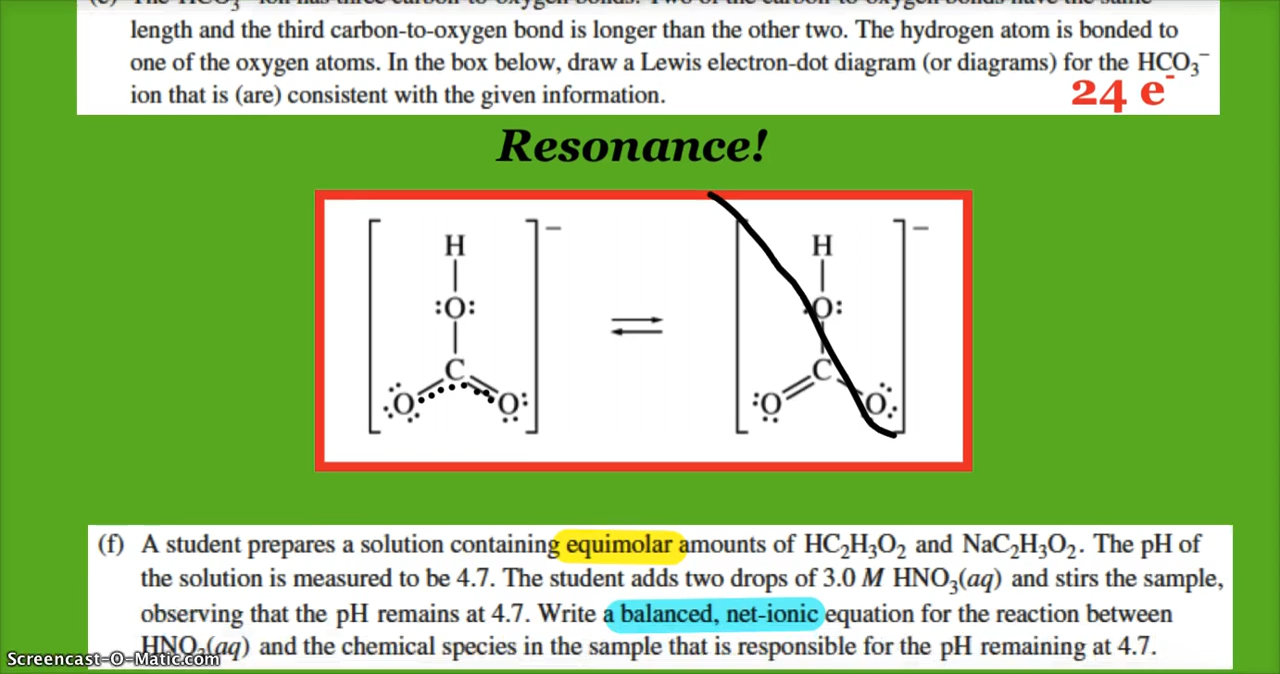 length and the third carbon-to-oxygen bond is longer than the other two. The hydrogen atom is bonded to
one of the oxygen atoms. In the box below, draw a Lewis electron-dot diagram (or diagrams) for the HCO₃⁻
ion that is (are) consistent with the given information.
24 e⁻
Resonance!
H H
:O: O:
C C
O O: :O O
(f) A student prepares a solution containing equimolar amounts of HC₂H₃O₂ and NaC₂H₃O₂. The pH of
the solution is measured to be 4.7. The student adds two drops of 3.0 M HNO₃(aq) and stirs the sample,
observing that the pH remains at 4.7. Write a balanced, net-ionic equation for the reaction between
HNO₃(aq) and the chemical species in the sample that is responsible for the pH remaining at 4.7.
Screencast-O-Matic.com